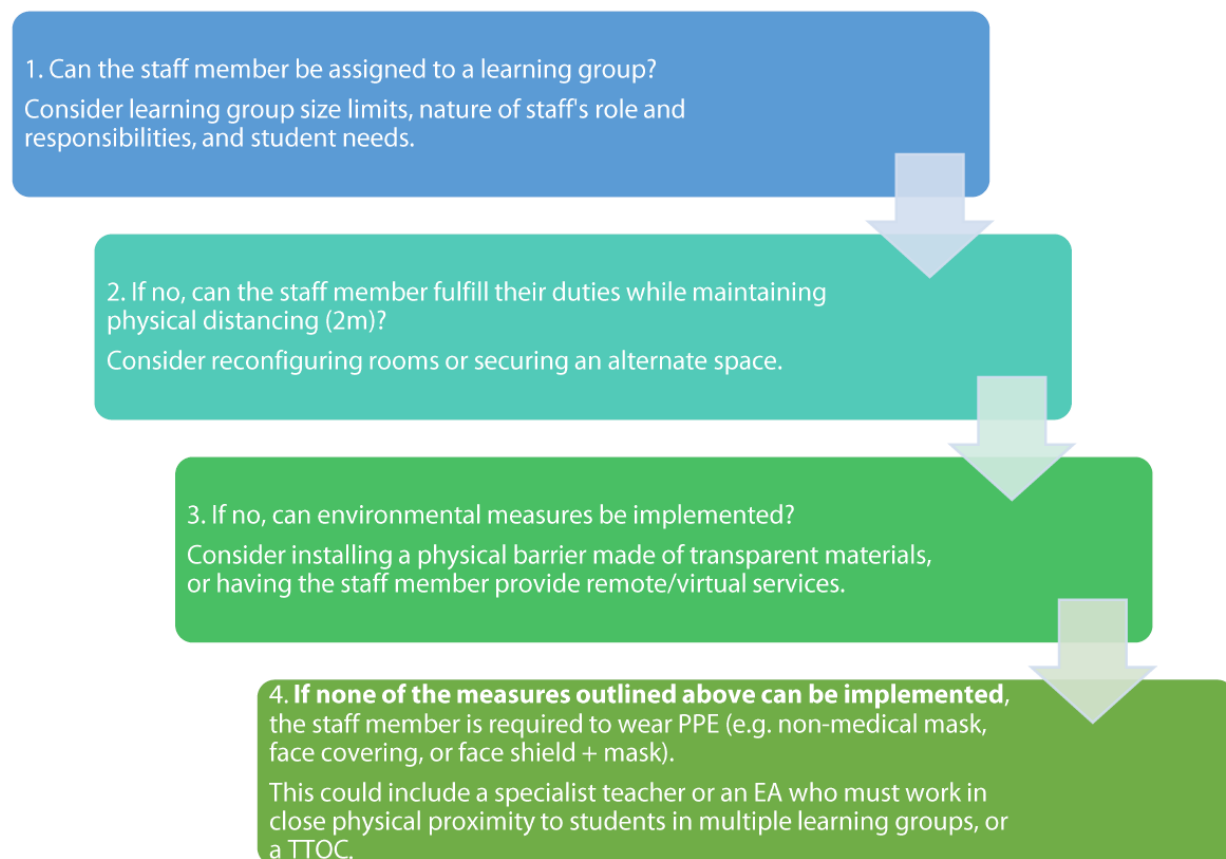 1. Can the staff member be assigned to a learning group?
Consider learning group size limits, nature of staff's role and
responsibilities, and student needs.
2. If no, can the staff member fulfill their duties while maintaining
physical distancing (2m)?
Consider reconfiguring rooms or securing an alternate space.
3. If no, can environmental measures be implemented?
Consider installing a physical barrier made of transparent materials,
or having the staff member provide remote/virtual services.
4. If none of the measures outlined above can be implemented,
the staff member is required to wear PPE (e.g. non-medical mask,
face covering, or face shield + mask).
This could include a specialist teacher or an EA who must work in
close physical proximity to students in multiple learning groups, or
a TTOC.